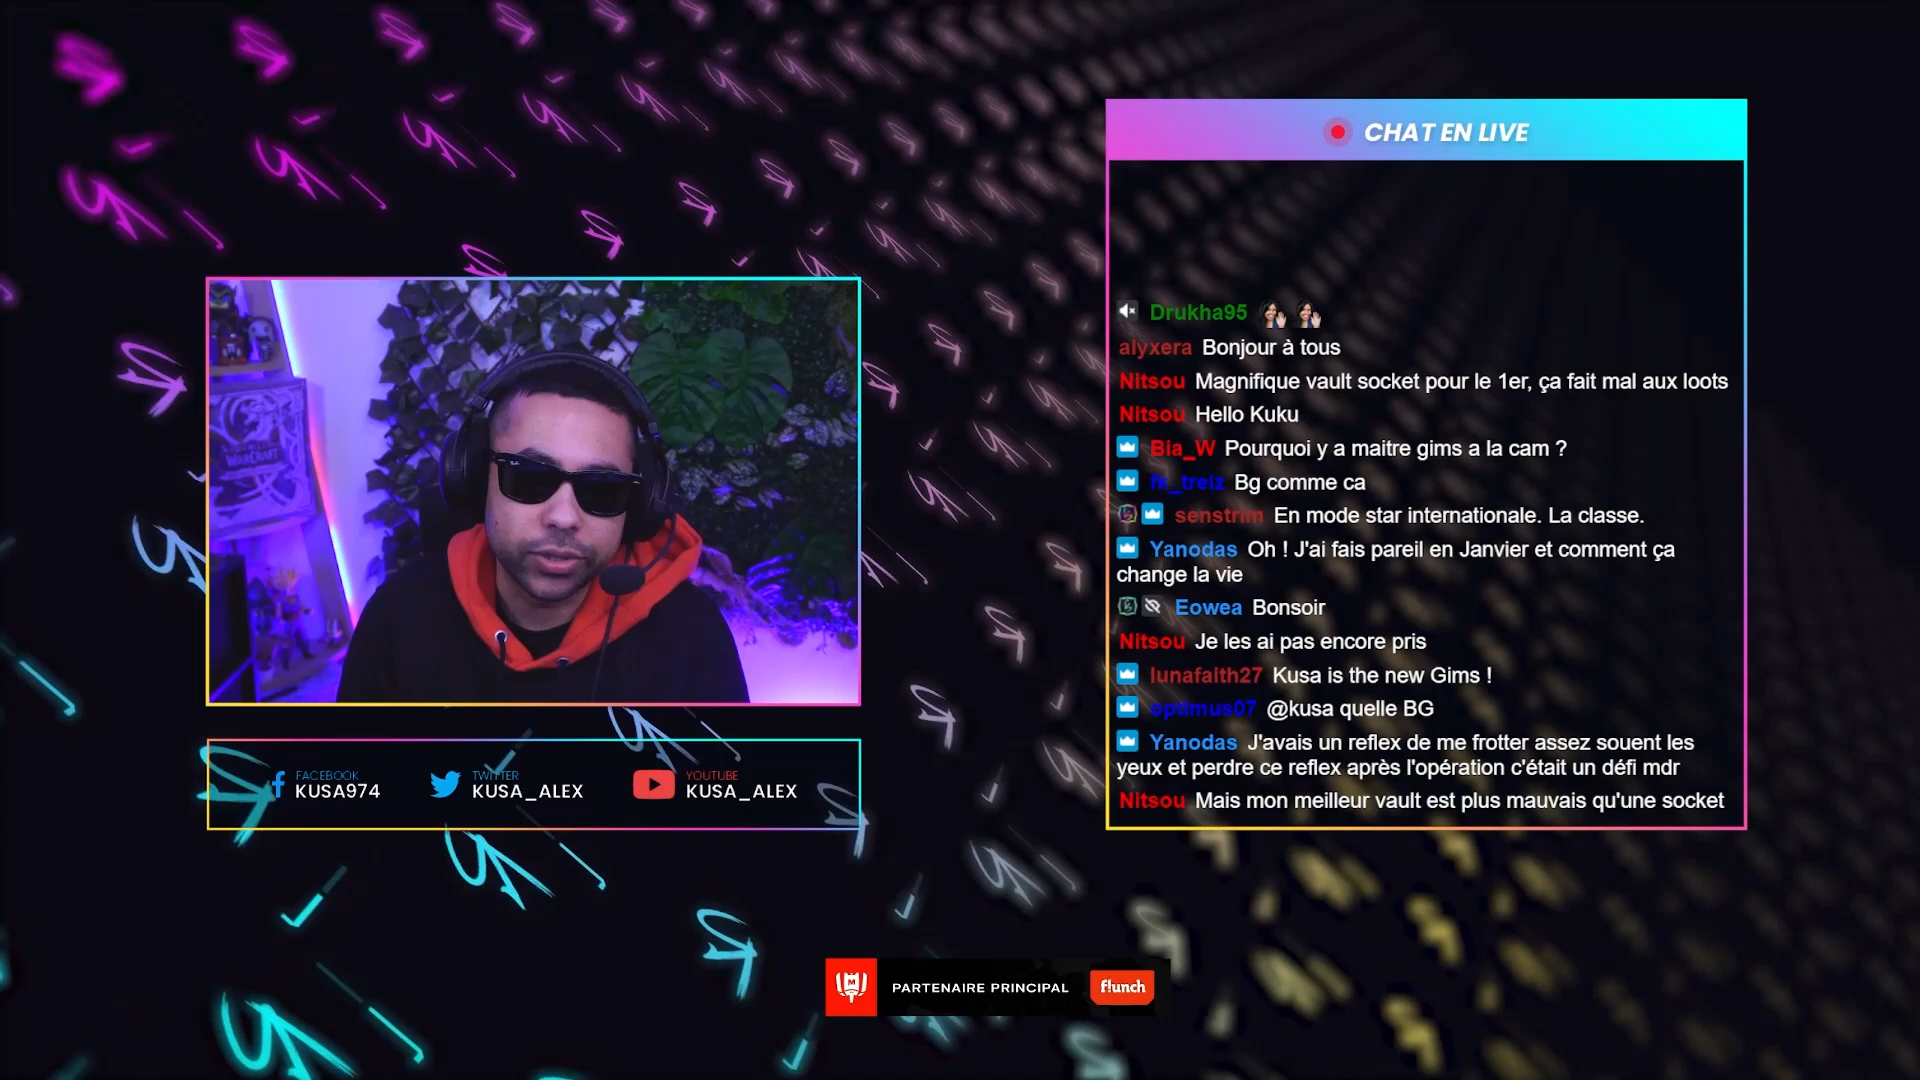 CHAT EN LIVE
Drukha95
alyxera Bonjour à tous
Nitsou Magnifique vault socket pour le 1er, ça fait mal aux loots
Nitsou Hello Kuku
Bia_W Pourquoi y a maitre gims a la cam ?
fk_treiz Bg comme ca
senstrim En mode star internationale. La classe.
Yanodas Oh ! J'ai fais pareil en Janvier et comment ça
change la vie
Eowea Bonsoir
Nitsou Je les ai pas encore pris
lunafaith27 Kusa is the new Gims !
optimus07 @kusa quelle BG
Yanodas J'avais un reflex de me frotter assez souent les
yeux et perdre ce reflex après l'opération c'était un défi mdr
Nitsou Mais mon meilleur vault est plus mauvais qu'une socket
WARCRAFT
FACEBOOK
KUSA974
TWITTER
KUSA_ALEX
YOUTUBE
KUSA_ALEX
M
PARTENAIRE PRINCIPAL
flunch